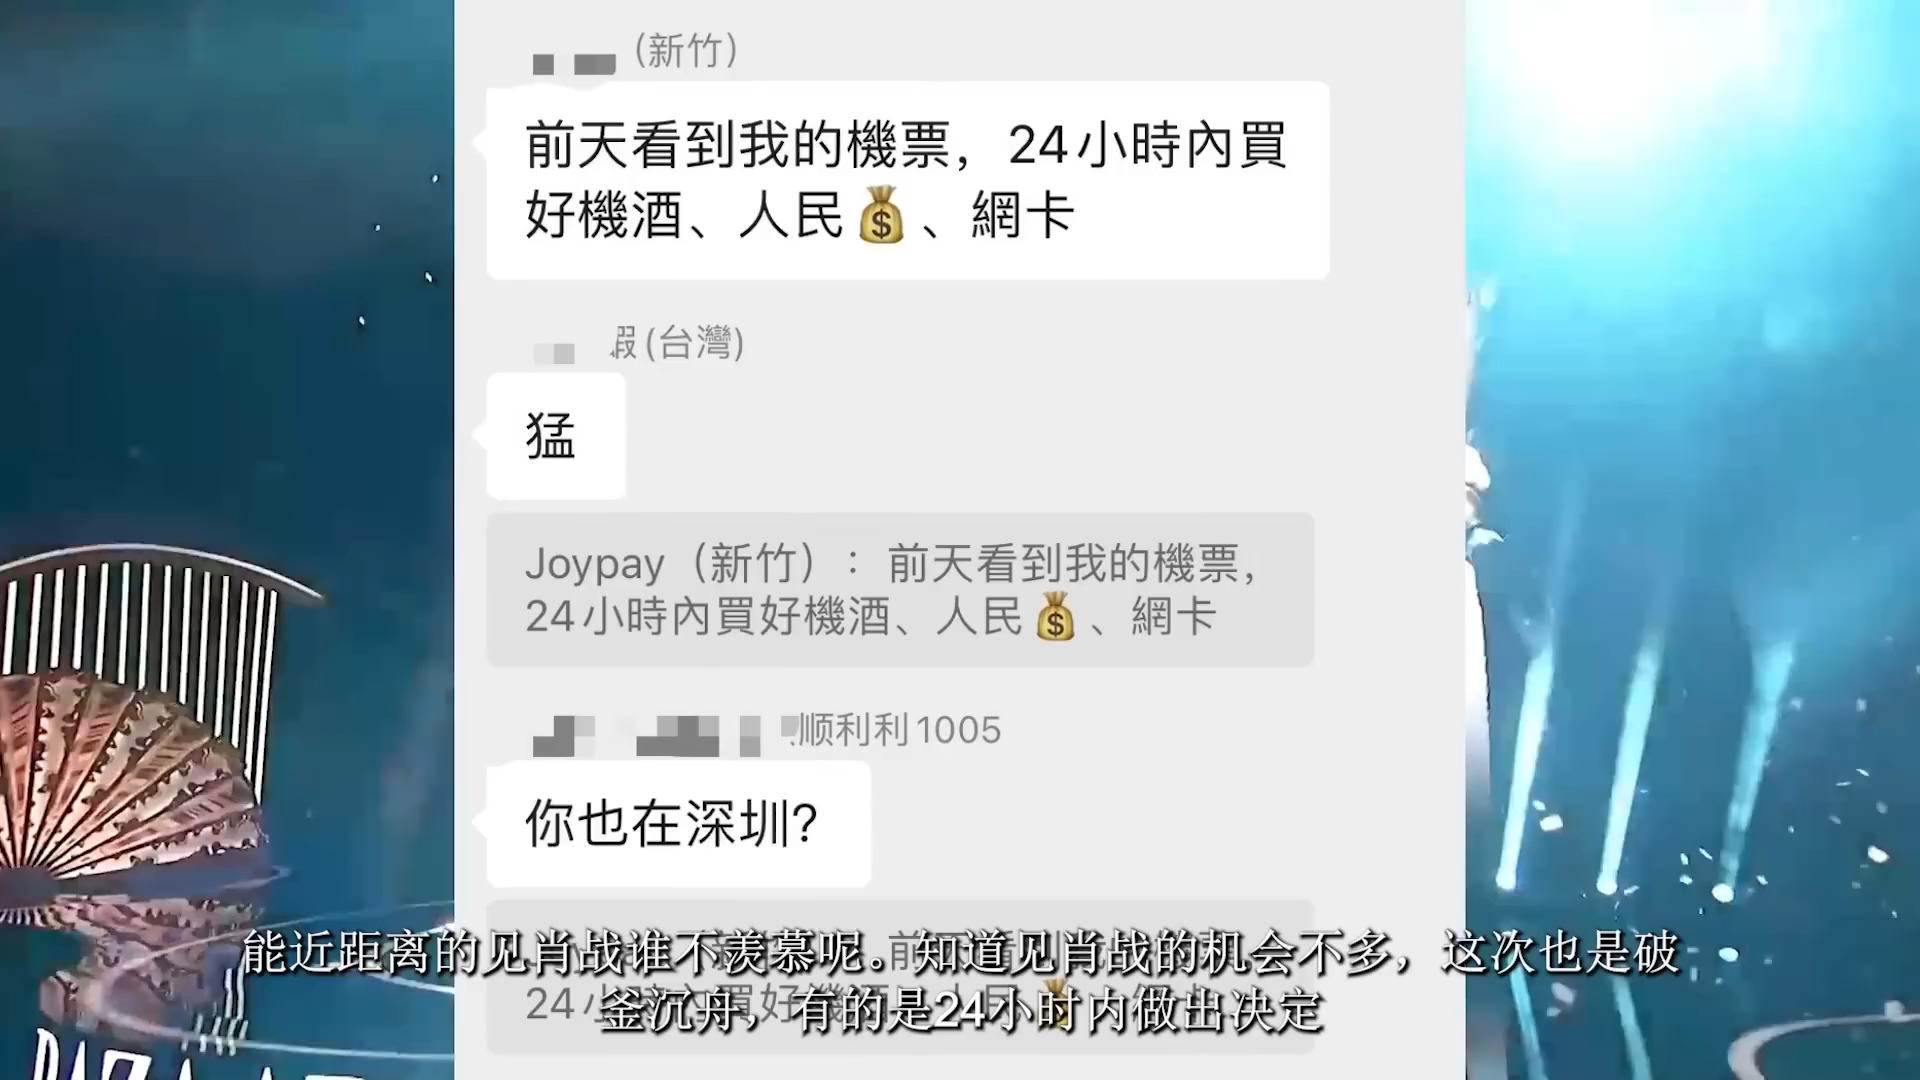 (新竹)
前天看到我的機票，24小時內買
好機酒、人民💰、網卡
(台灣)
猛
Joypay（新竹）：前天看到我的機票，
24小時內買好機酒、人民💰、網卡
顺利利1005
你也在深圳？
能近距离的见肖战谁不羡慕呢。知道见肖战的机会不多，这次也是破
釜沉舟，有的是24小时内做出决定